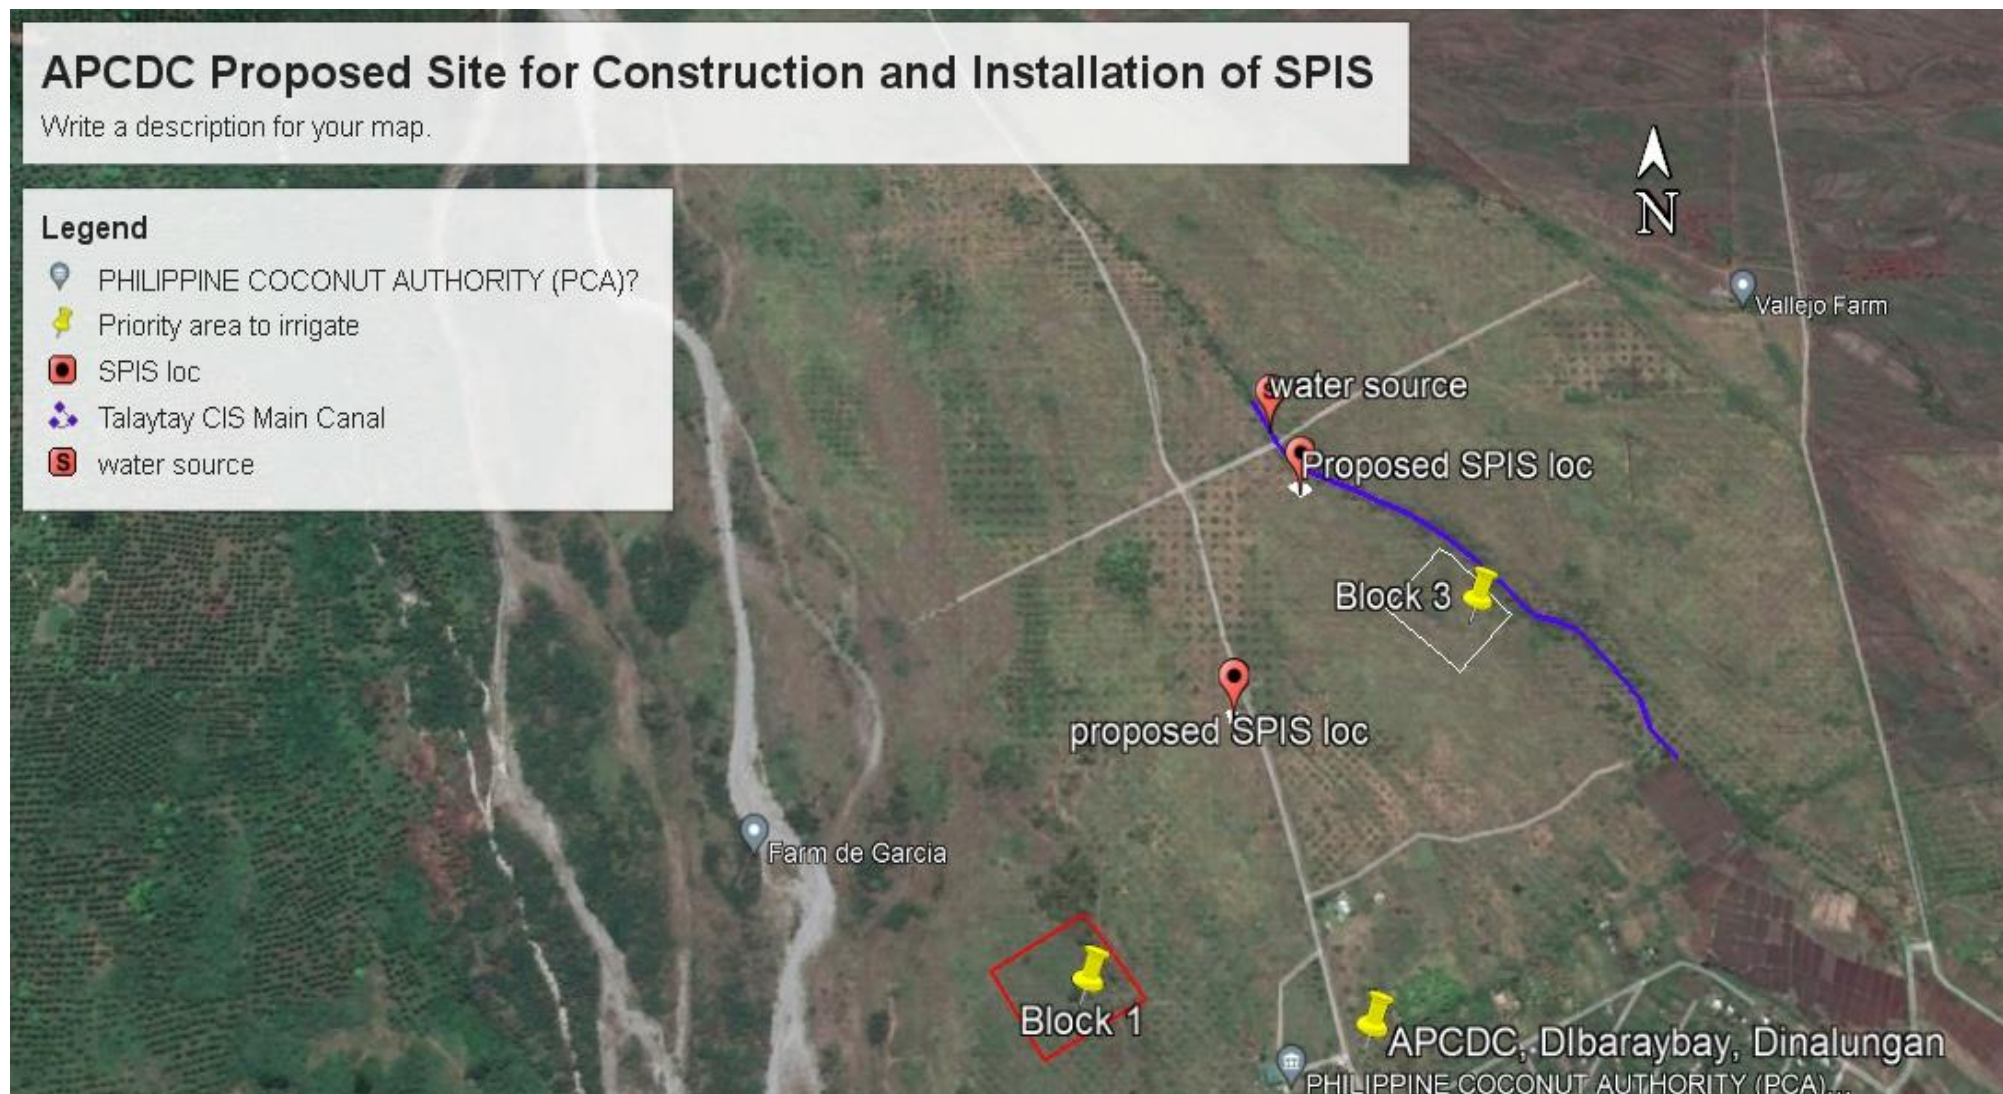 APCDC Proposed Site for Construction and Installation of SPIS
Write a description for your map.
Legend
PHILIPPINE COCONUT AUTHORITY (PCA)?
Priority area to irrigate
SPIS loc
Talaytay CIS Main Canal
S water source
N
Vallejo Farm
water source
Proposed SPIS loc
Block 3
proposed SPIS loc
Farm de Garcia
Block 1
APCDC, DIbaraybay, Dinalungan
PHILIPPINE COCONUT AUTHORITY (PCA)...